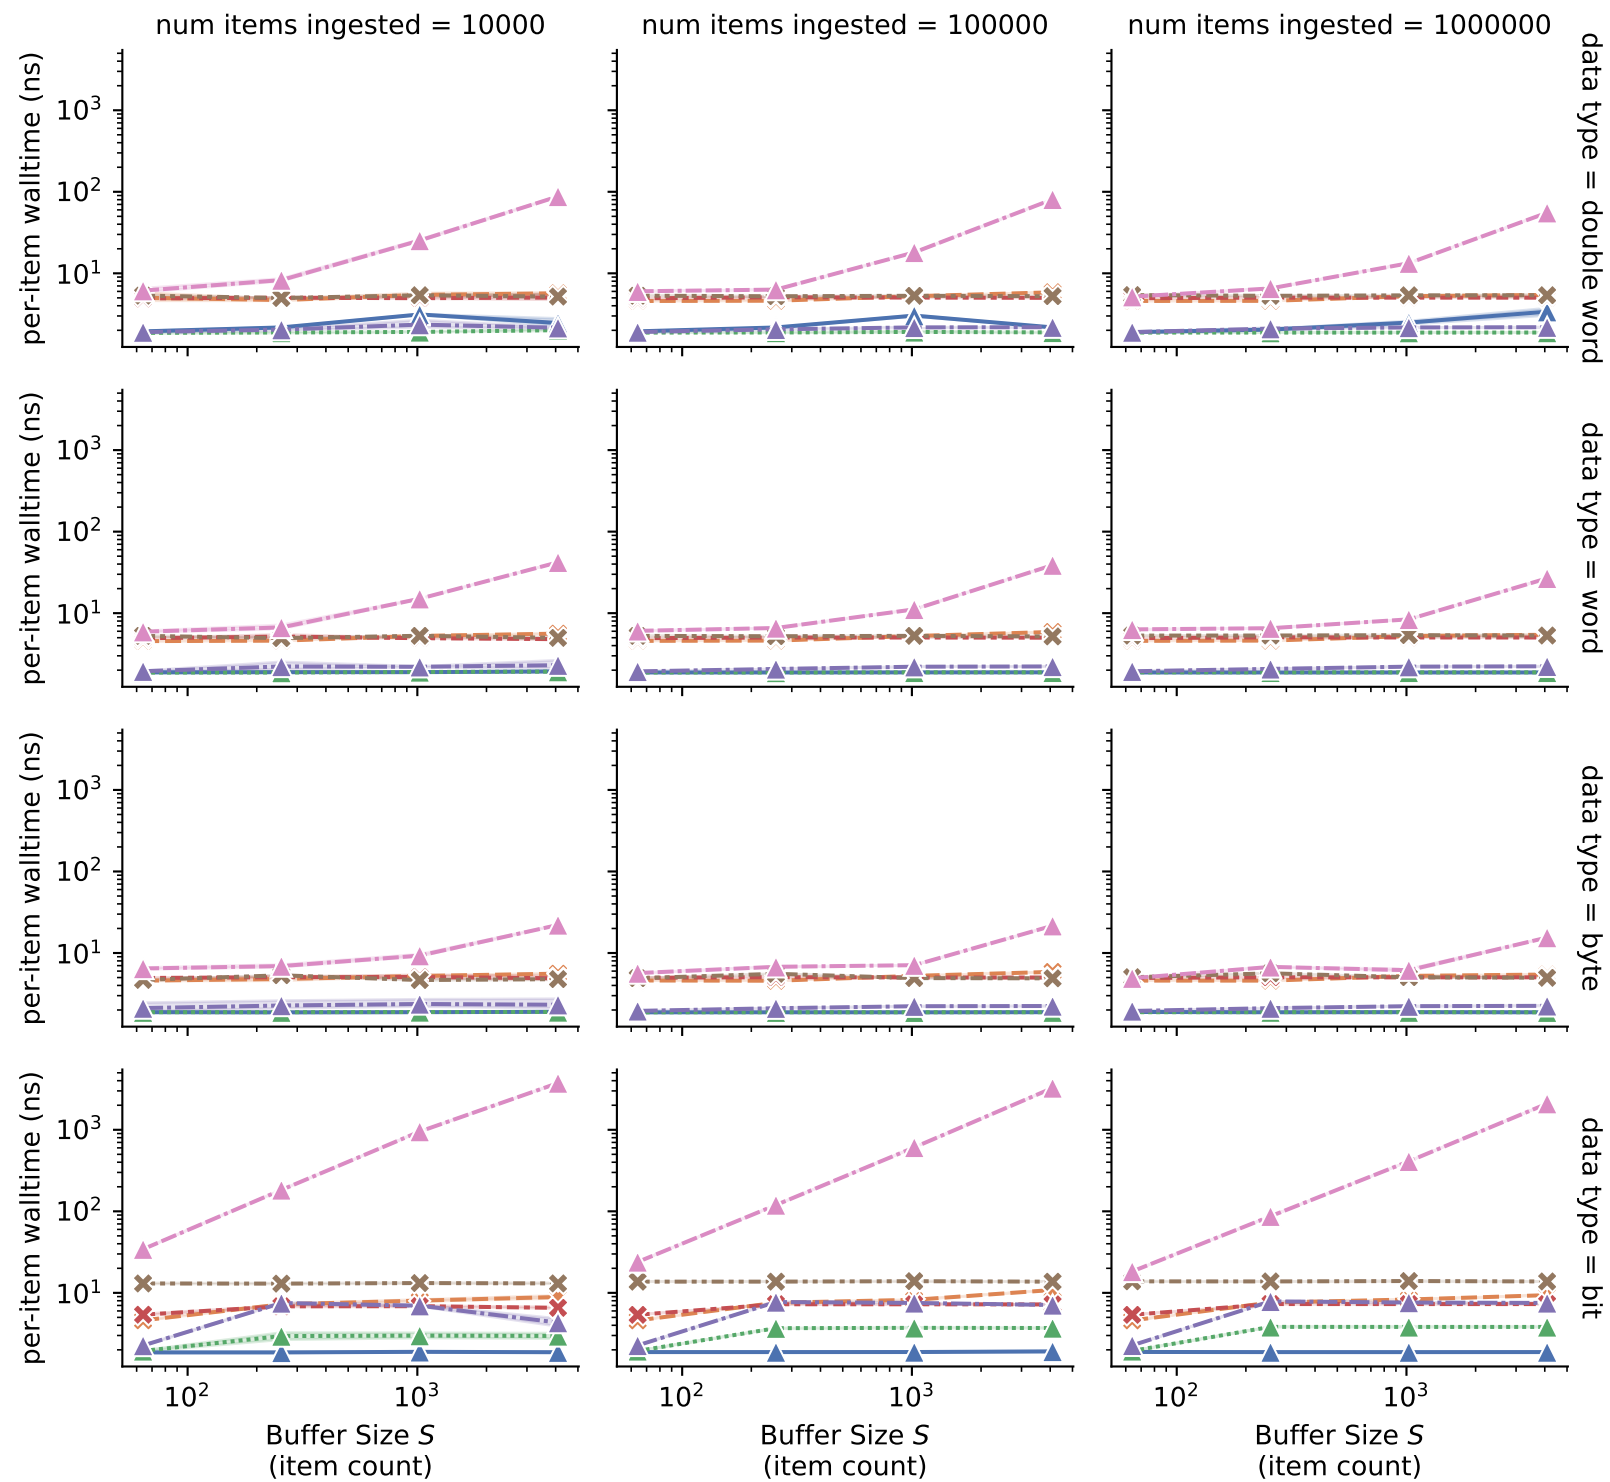 num items ingested = 10000
num items ingested = 100000
num items ingested = 1000000
per-item walltime (ns)
10³
10²
10¹
data type = double word
per-item walltime (ns)
10³
10²
10¹
data type = word
per-item walltime (ns)
10³
10²
10¹
data type = byte
per-item walltime (ns)
10³
10²
10¹
data type = bit
10² 10³
10² 10³
10² 10³
Buffer Size S
(item count)
Buffer Size S
(item count)
Buffer Size S
(item count)